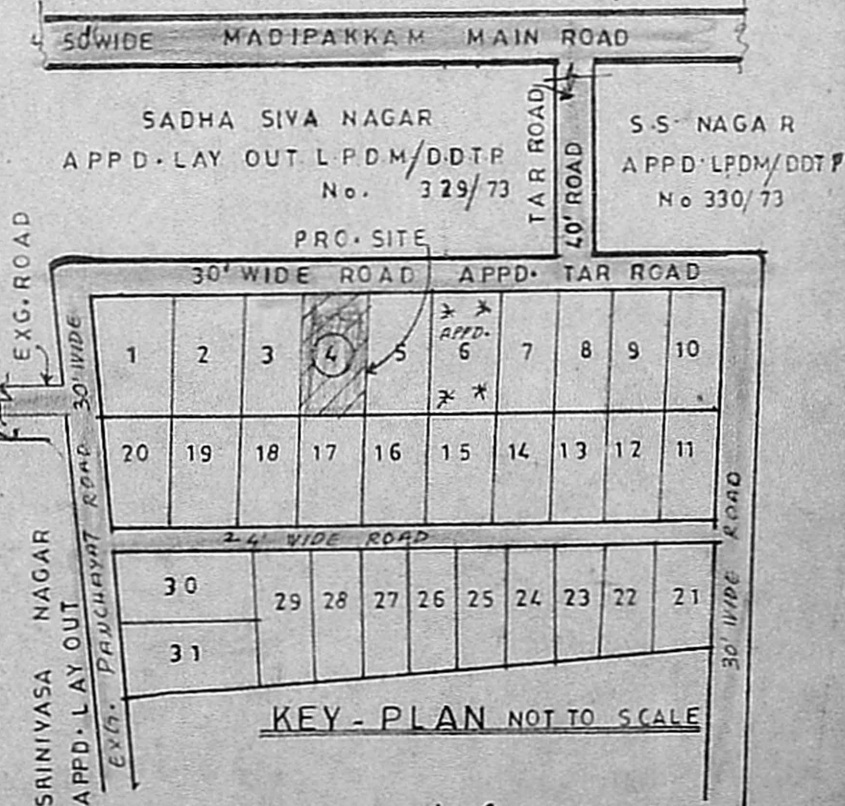 50' WIDE MADIPAKKAM MAIN ROAD
SADHA SIVA NAGAR
APPD. LAY OUT L.P.D.M/D.D.T.P.
No. 329/73
TAR ROAD
40' ROAD
S.S NAGAR
APPD. LPDM/DDTP
No 330/73
EXG. ROAD
PRO. SITE
30' WIDE ROAD APPD. TAR ROAD
30' WIDE
1 2 3 4 5 APPD. 6 7 8 9 10
20 19 18 17 16 15 14 13 12 11
24' WIDE ROAD
30 29 28 27 26 25 24 23 22 21
31
EXG. PANCHAYAT ROAD
30' WIDE ROAD
SRINIVASA NAGAR
APPD. LAY OUT
KEY - PLAN NOT TO SCALE